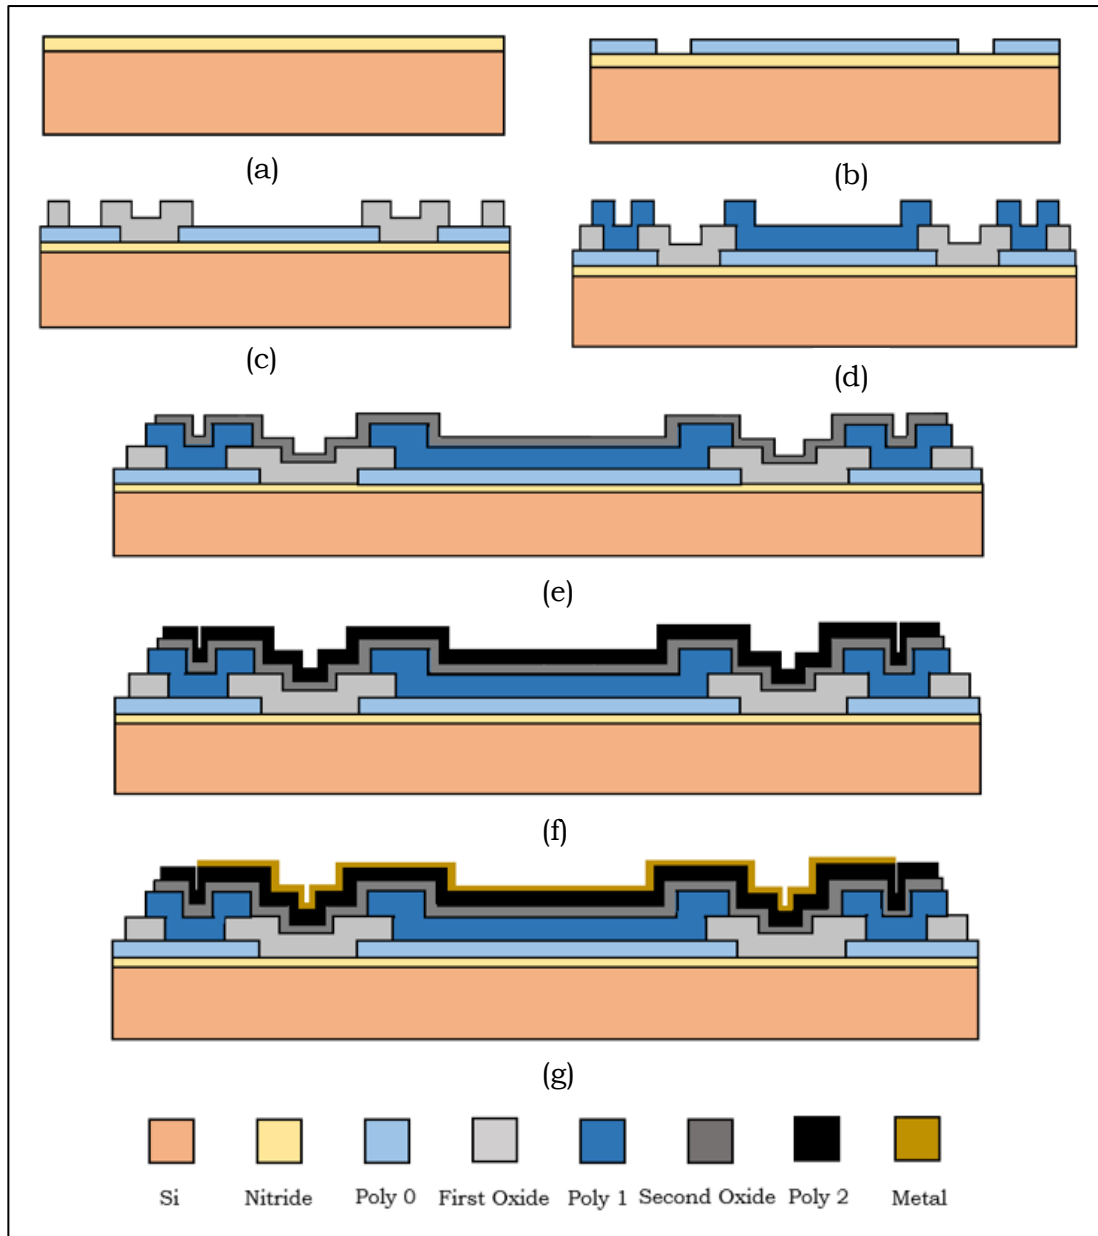 (a)
(b)
(c)
(d)
(e)
(f)
(g)
Si Nitride Poly 0 First Oxide Poly 1 Second Oxide Poly 2 Metal